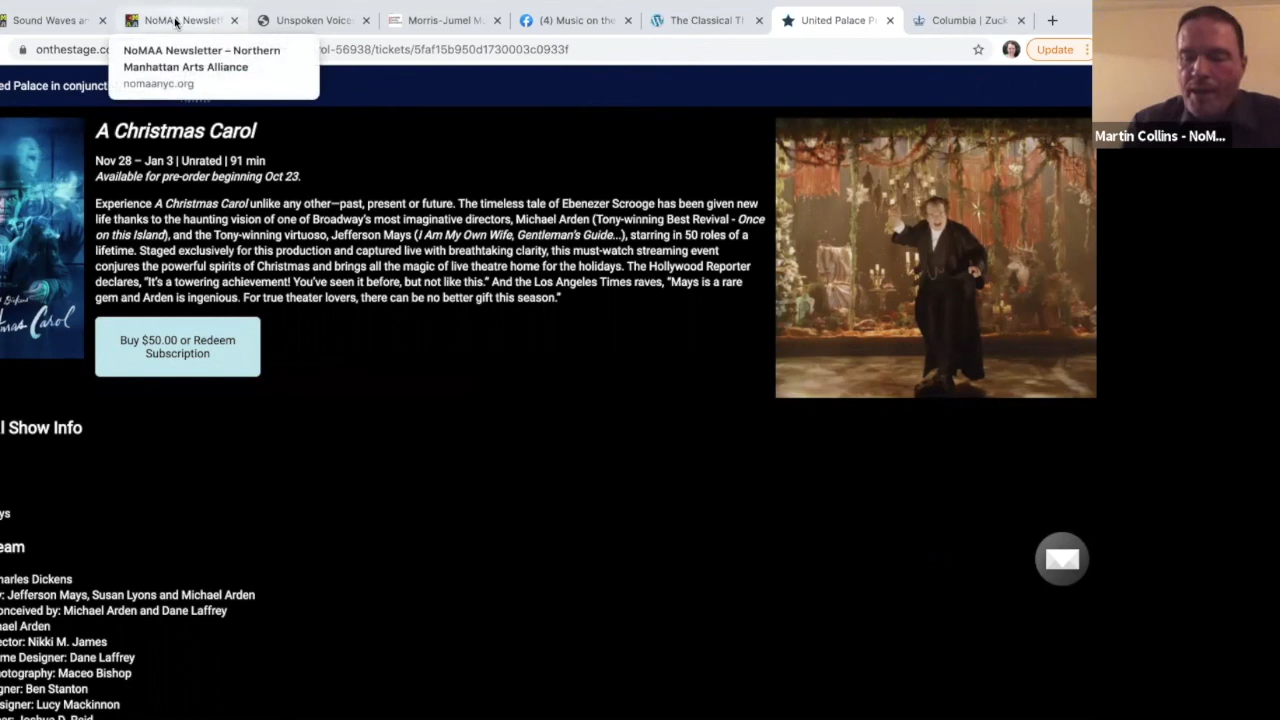 Sound Waves an
NoMAA Newslett
Unspoken Voice
Morris-Jumel M
(4) Music on the
The Classical T
United Palace P
Columbia | Zuck
onthestage.co
rol-56938/tickets/5faf15b950d1730003c0933f
Update
NoMAA Newsletter – Northern
Manhattan Arts Alliance
nomaanyc.org
ed Palace in conjunct
Martin Collins - NoM...
A Christmas Carol
Nov 28 – Jan 3 | Unrated | 91 min
Available for pre-order beginning Oct 23.
Experience A Christmas Carol unlike any other—past, present or future. The timeless tale of Ebenezer Scrooge has been given new
life thanks to the haunting vision of one of Broadway’s most imaginative directors, Michael Arden (Tony-winning Best Revival - Once
on this Island), and the Tony-winning virtuoso, Jefferson Mays (I Am My Own Wife, Gentleman’s Guide...), starring in 50 roles of a
lifetime. Staged exclusively for this production and captured live with breathtaking clarity, this must-watch streaming event
conjures the powerful spirits of Christmas and brings all the magic of live theatre home for the holidays. The Hollywood Reporter
declares, “It’s a towering achievement! You’ve seen it before, but not like this.” And the Los Angeles Times raves, “Mays is a rare
gem and Arden is ingenious. For true theater lovers, there can be no better gift this season.”
Buy $50.00 or Redeem
Subscription
l Show Info
ys
eam
harles Dickens
y: Jefferson Mays, Susan Lyons and Michael Arden
onceived by: Michael Arden and Dane Laffrey
ael Arden
ector: Nikki M. James
me Designer: Dane Laffrey
hotography: Maceo Bishop
igner: Ben Stanton
signer: Lucy Mackinnon
ner: Joshua D. Reid